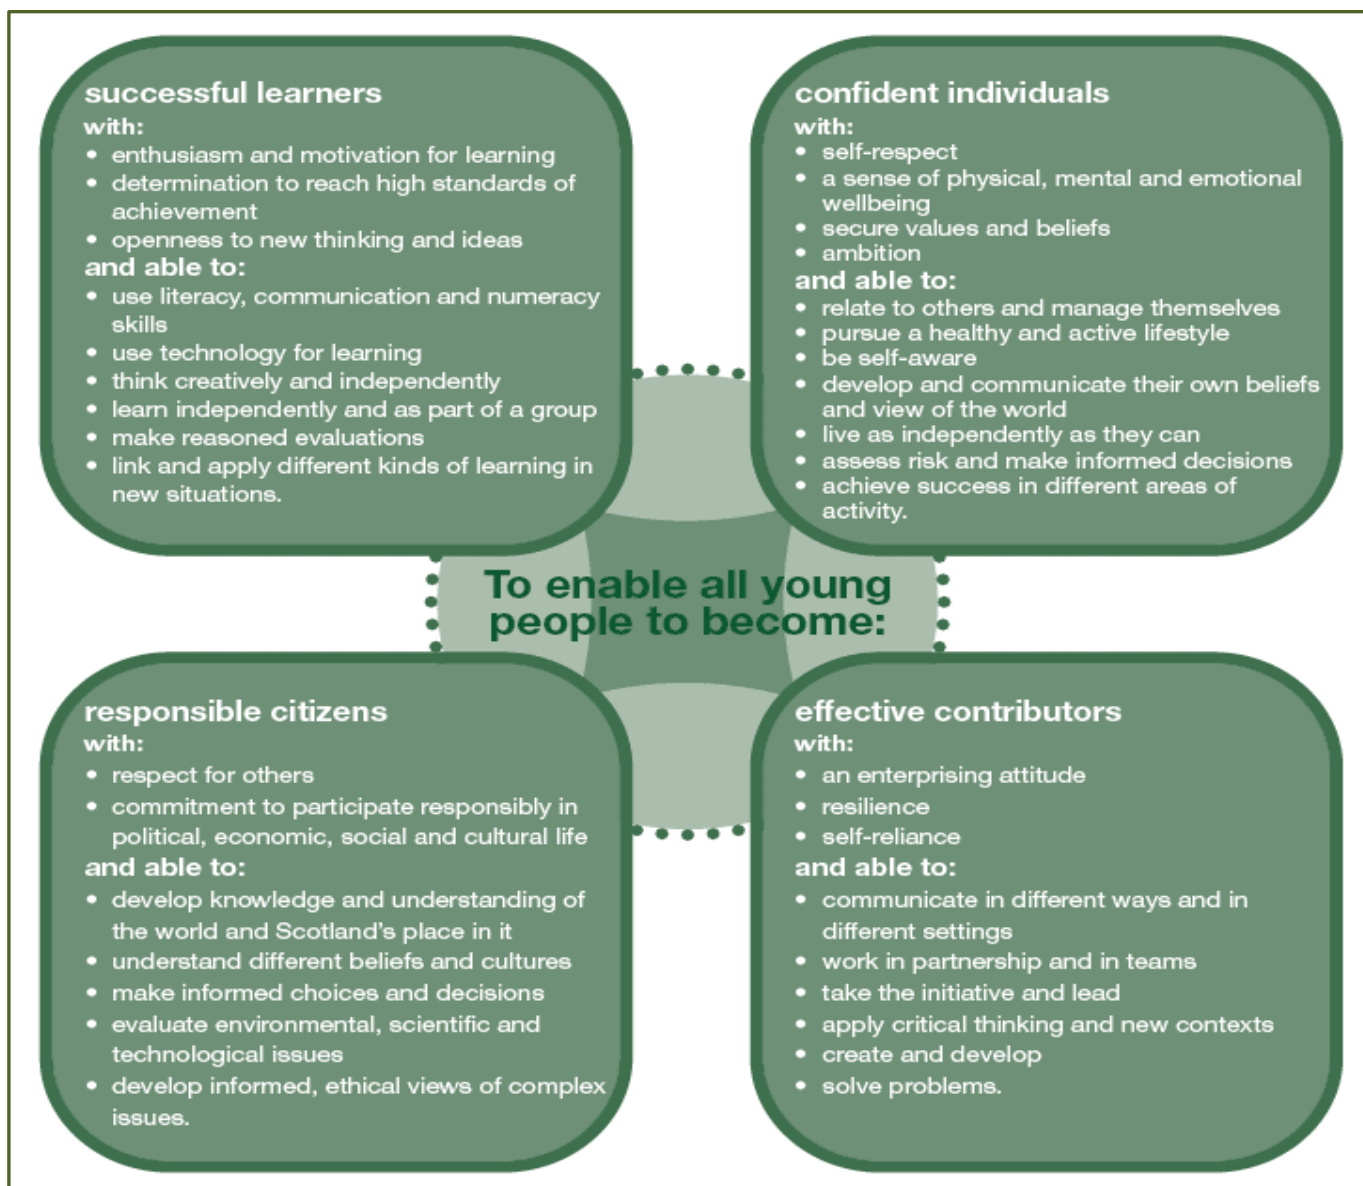 successful learners
with:
• enthusiasm and motivation for learning
• determination to reach high standards of
achievement
• openness to new thinking and ideas
and able to:
• use literacy, communication and numeracy
skills
• use technology for learning
• think creatively and independently
• learn independently and as part of a group
• make reasoned evaluations
• link and apply different kinds of learning in
new situations.
confident individuals
with:
• self-respect
• a sense of physical, mental and emotional
wellbeing
• secure values and beliefs
• ambition
and able to:
• relate to others and manage themselves
• pursue a healthy and active lifestyle
• be self-aware
• develop and communicate their own beliefs
and view of the world
• live as independently as they can
• assess risk and make informed decisions
• achieve success in different areas of
activity.
To enable all young
people to become:
responsible citizens
with:
• respect for others
• commitment to participate responsibly in
political, economic, social and cultural life
and able to:
• develop knowledge and understanding of
the world and Scotland's place in it
• understand different beliefs and cultures
• make informed choices and decisions
• evaluate environmental, scientific and
technological issues
• develop informed, ethical views of complex
issues.
effective contributors
with:
• an enterprising attitude
• resilience
• self-reliance
and able to:
• communicate in different ways and in
different settings
• work in partnership and in teams
• take the initiative and lead
• apply critical thinking and new contexts
• create and develop
• solve problems.